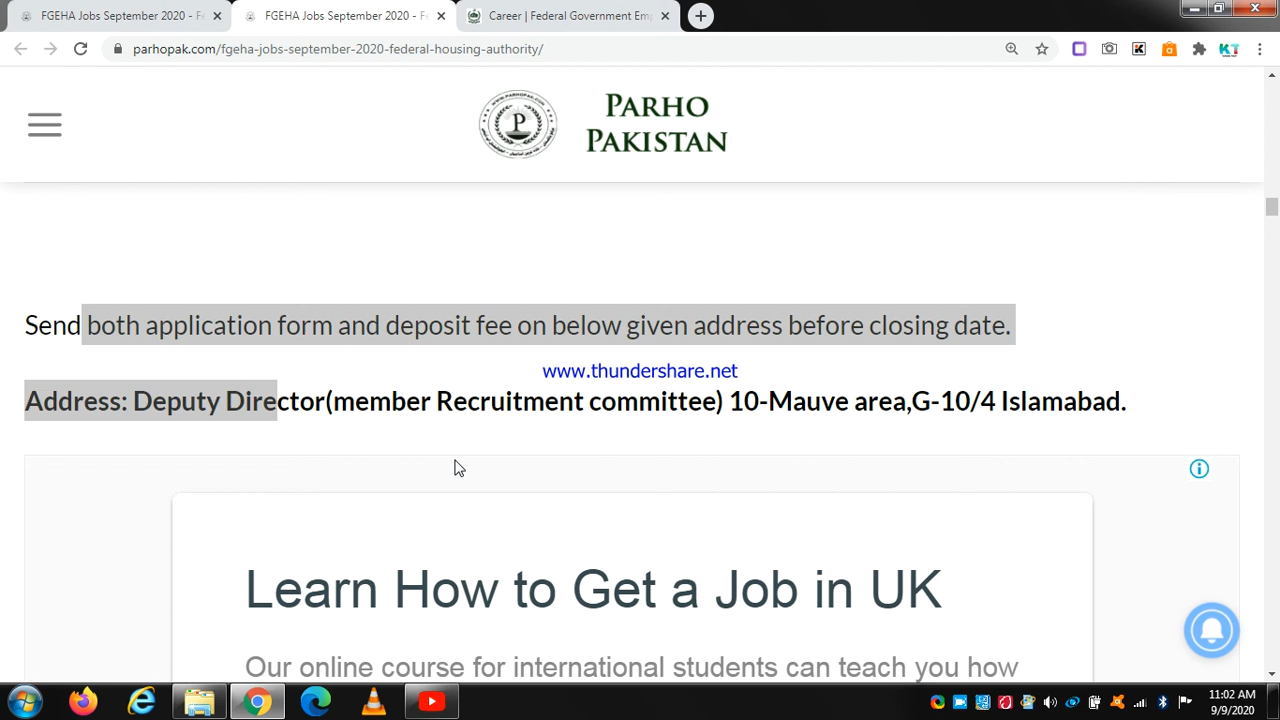 FGEHA Jobs September 2020 - F
FGEHA Jobs September 2020 - F
Career | Federal Government Emp
parhopak.com/fgeha-jobs-september-2020-federal-housing-authority/
PARHO
PAKISTAN
Send both application form and deposit fee on below given address before closing date.
www.thundershare.net
Address: Deputy Director(member Recruitment committee) 10-Mauve area,G-10/4 Islamabad.
Learn How to Get a Job in UK
Our online course for international students can teach you how
11:02 AM
9/9/2020